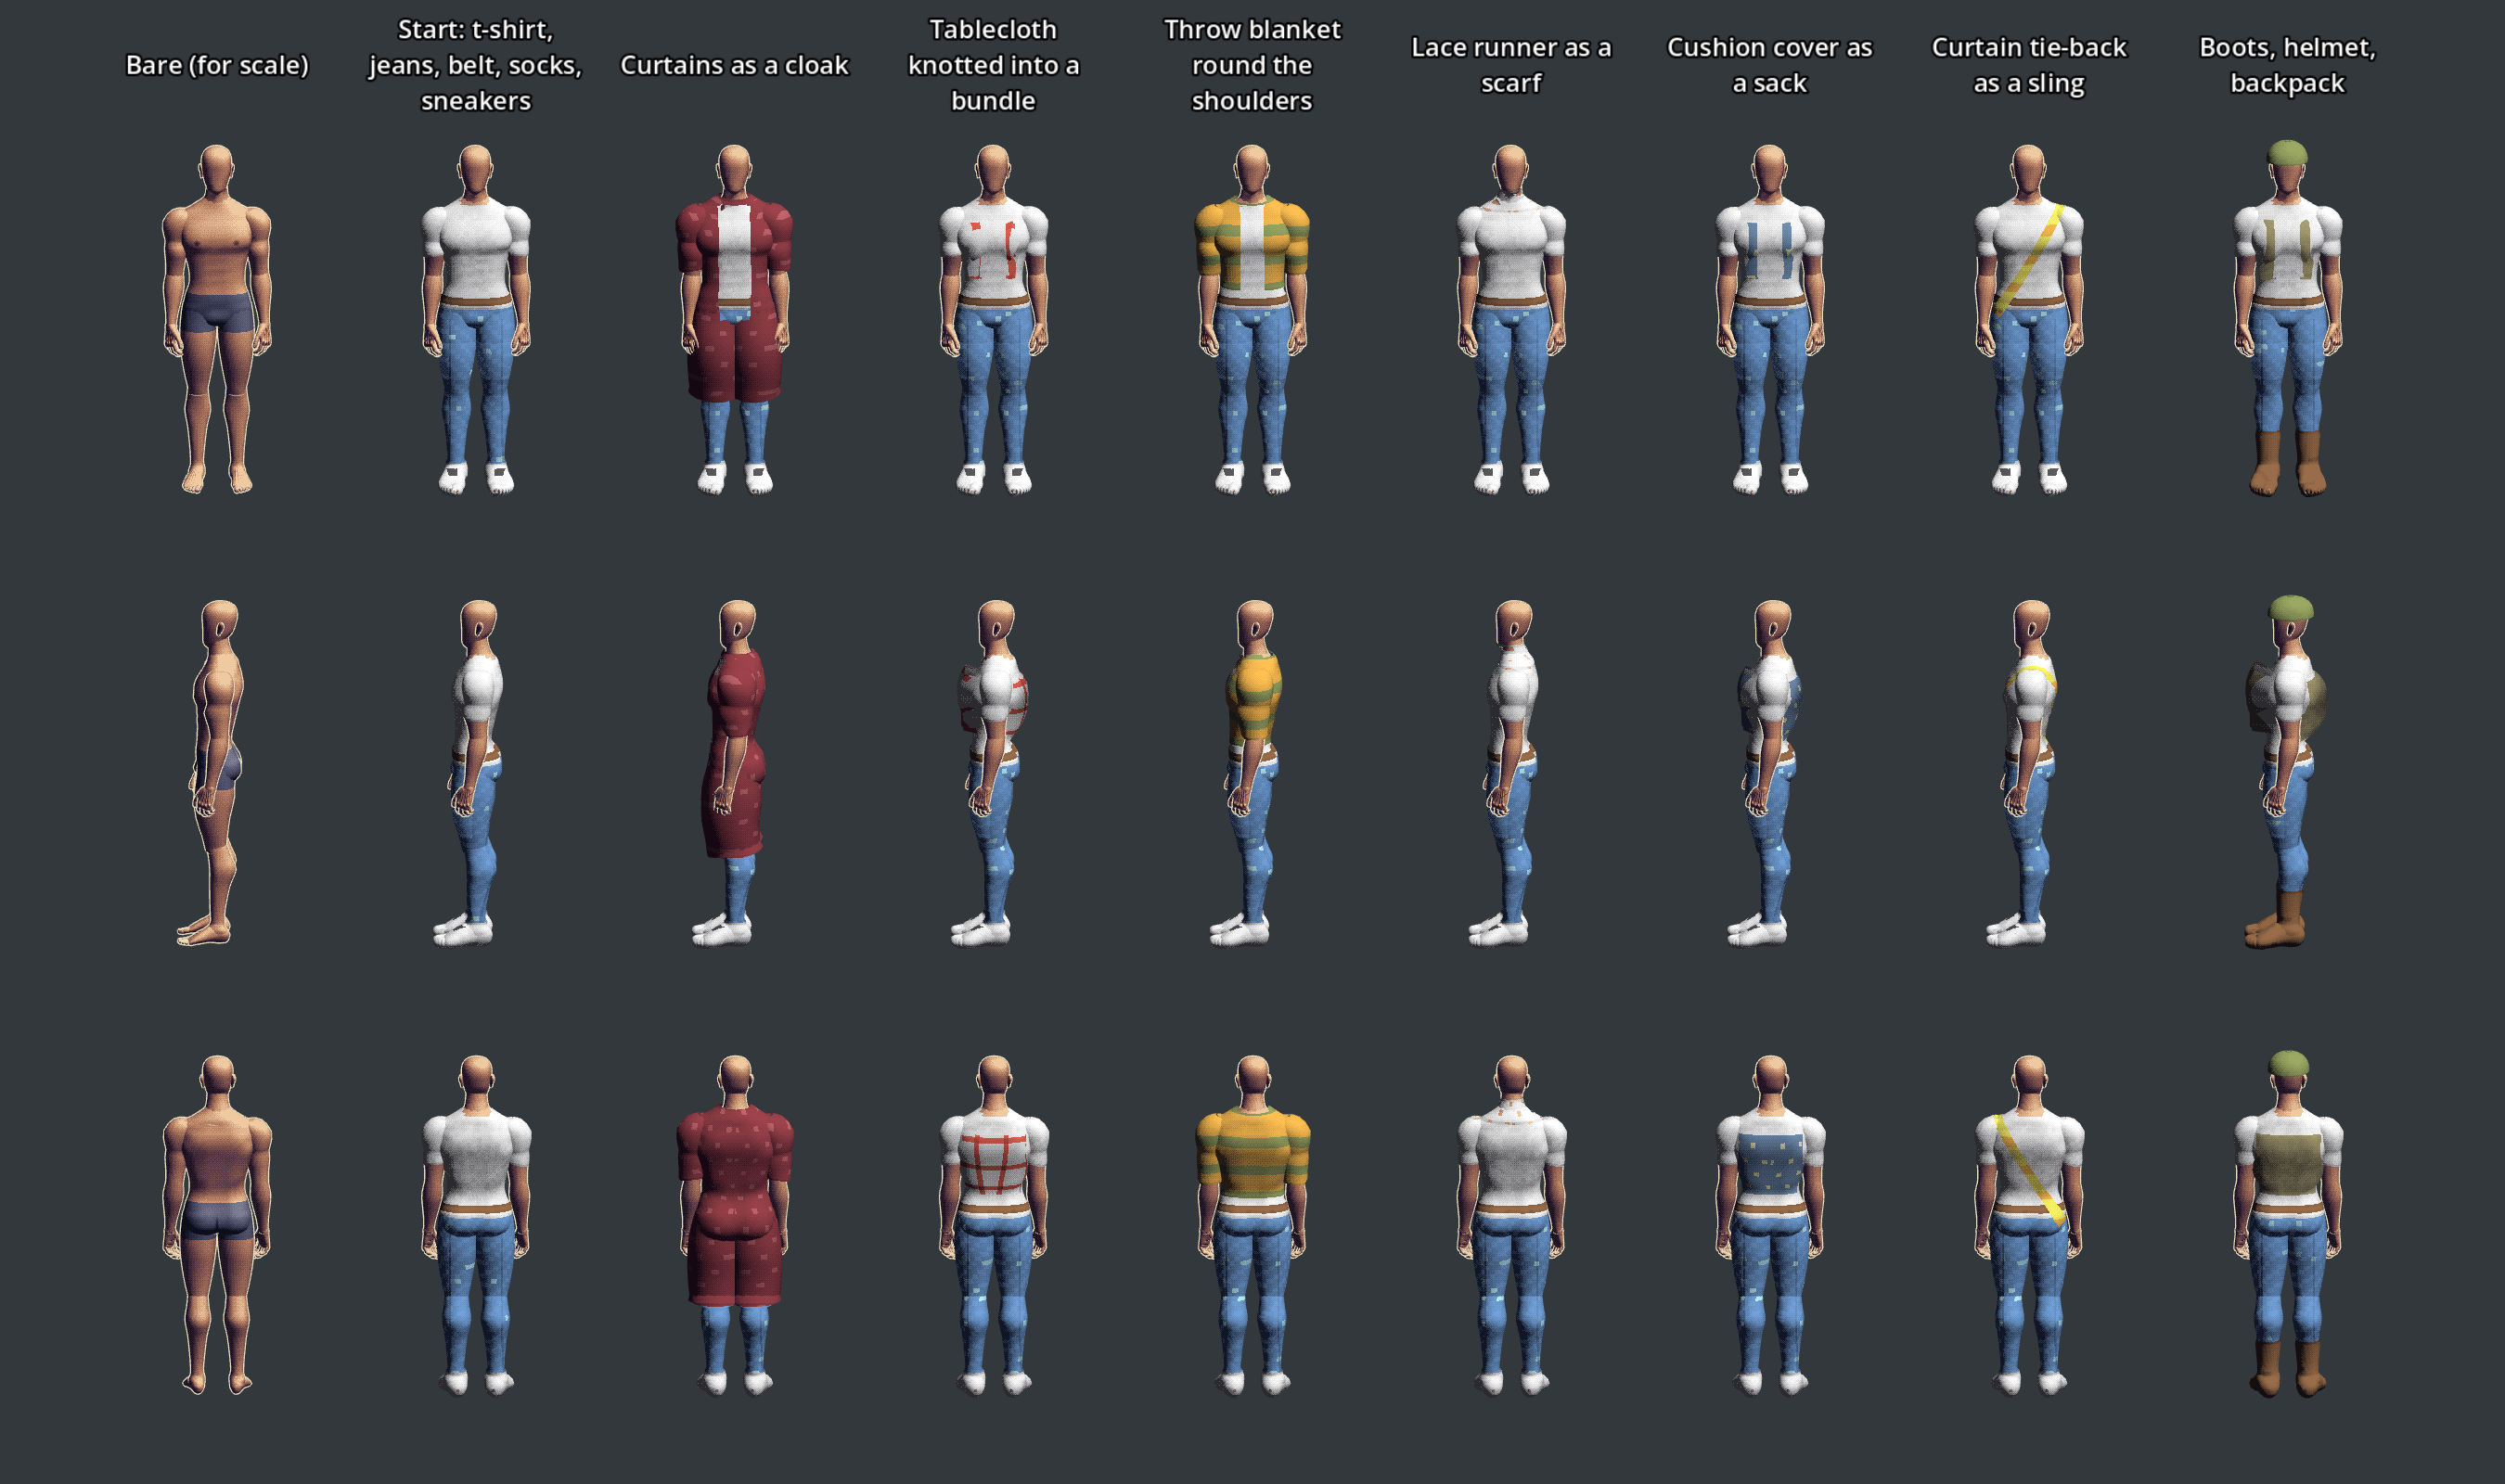 Bare (for scale)
Start: t-shirt,
jeans, belt, socks,
sneakers
Curtains as a cloak
Tablecloth
knotted into a
bundle
Throw blanket
round the
shoulders
Lace runner as a
scarf
Cushion cover as
a sack
Curtain tie-back
as a sling
Boots, helmet,
backpack